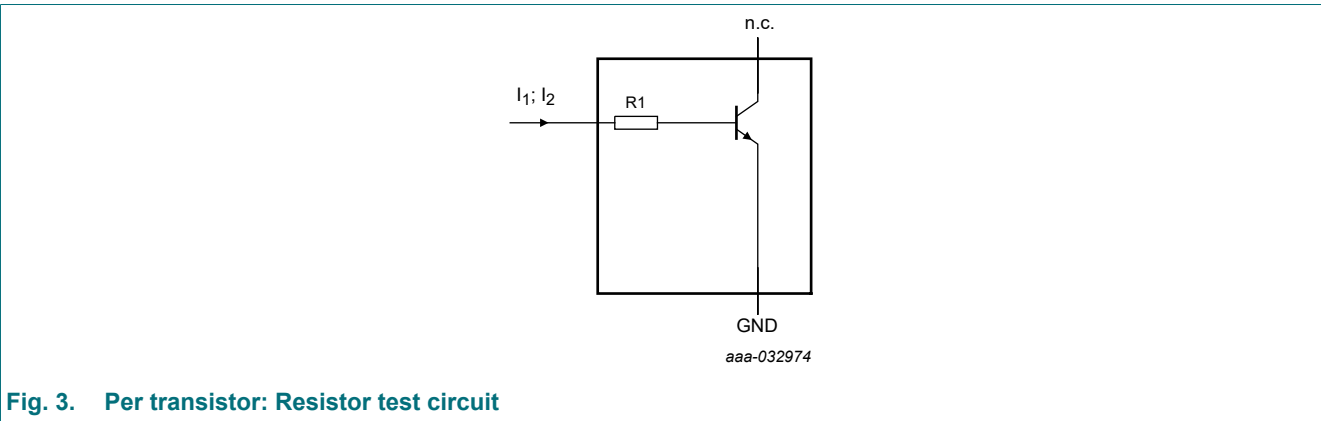 n.c.
I1; I2
R1
GND
aaa-032974
Fig. 3. Per transistor: Resistor test circuit